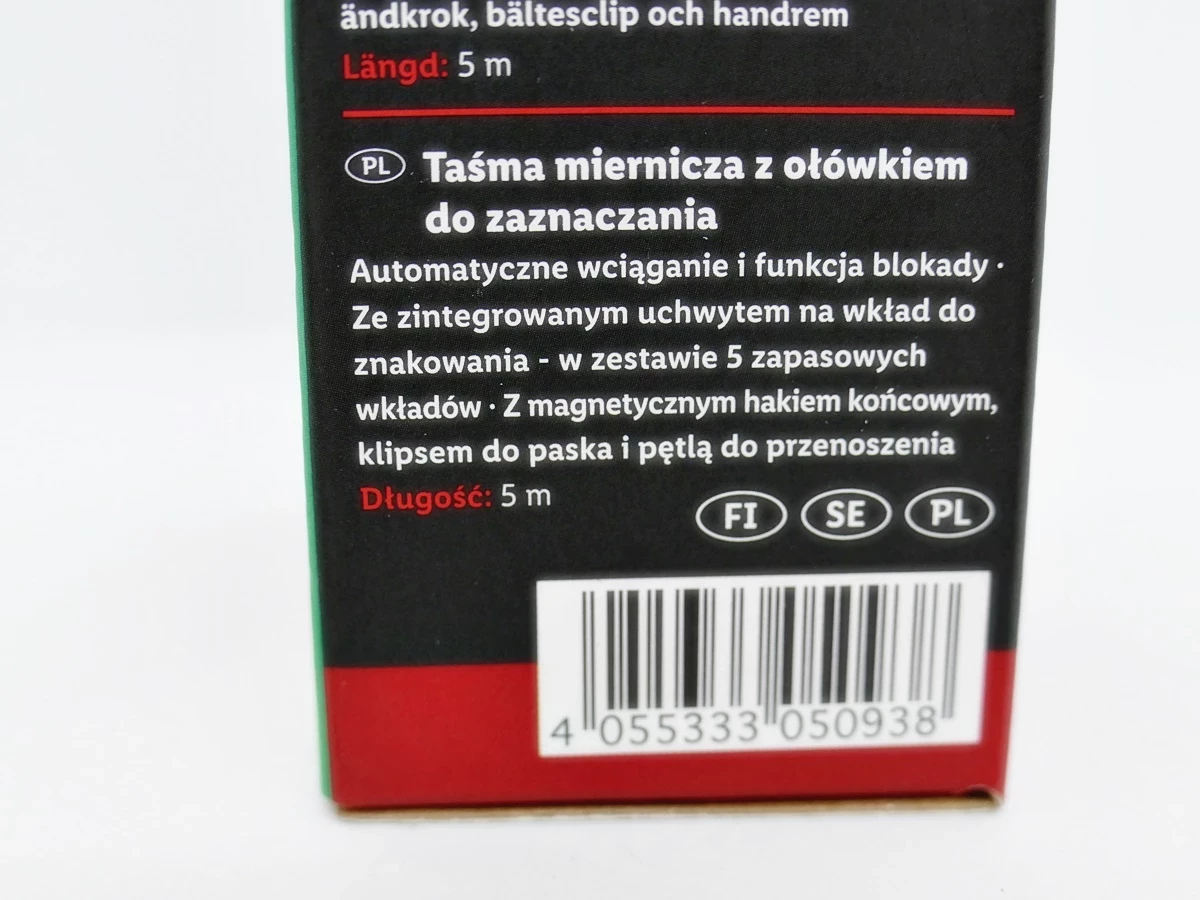 ändkrok, bältesclip och handrem
Längd: 5 m
PL Taśma miernicza z ołówkiem
do zaznaczania
Automatyczne wciąganie i funkcja blokady ·
Ze zintegrowanym uchwytem na wkład do
znakowania - w zestawie 5 zapasowych
wkładów · Z magnetycznym hakiem końcowym,
klipsem do paska i pętlą do przenoszenia
Długość: 5 m
FI SE PL
4 055333 050938